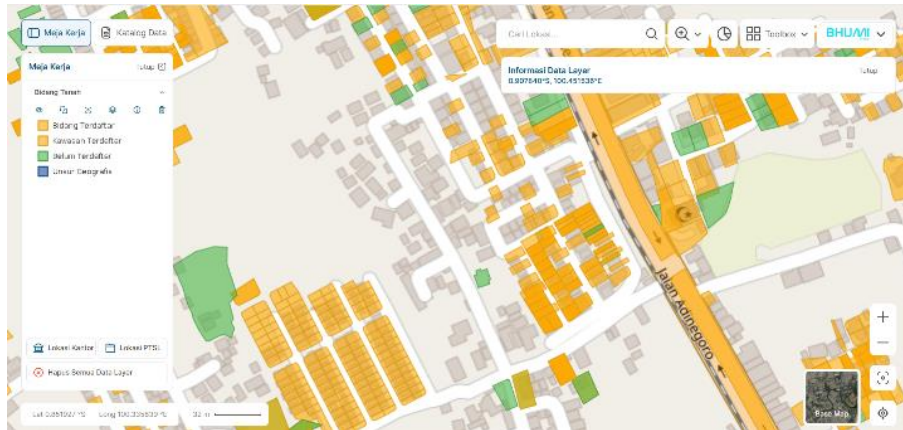 Meja Kerja
Katalog Data
Cari Lokasi...
Toolbox
BHUMI
Meja Kerja
Tutup
Informasi Data Layer
Tutup
Bidang Tanah
Bidang Terdaftar
Kawasan Terdaftar
Belum Terdaftar
Unsur Geografis
Jalan Adinegoro
Lokasi Kantor
Lokasi PTSL
Hapus Semua Data Layer
32 m
Base Map